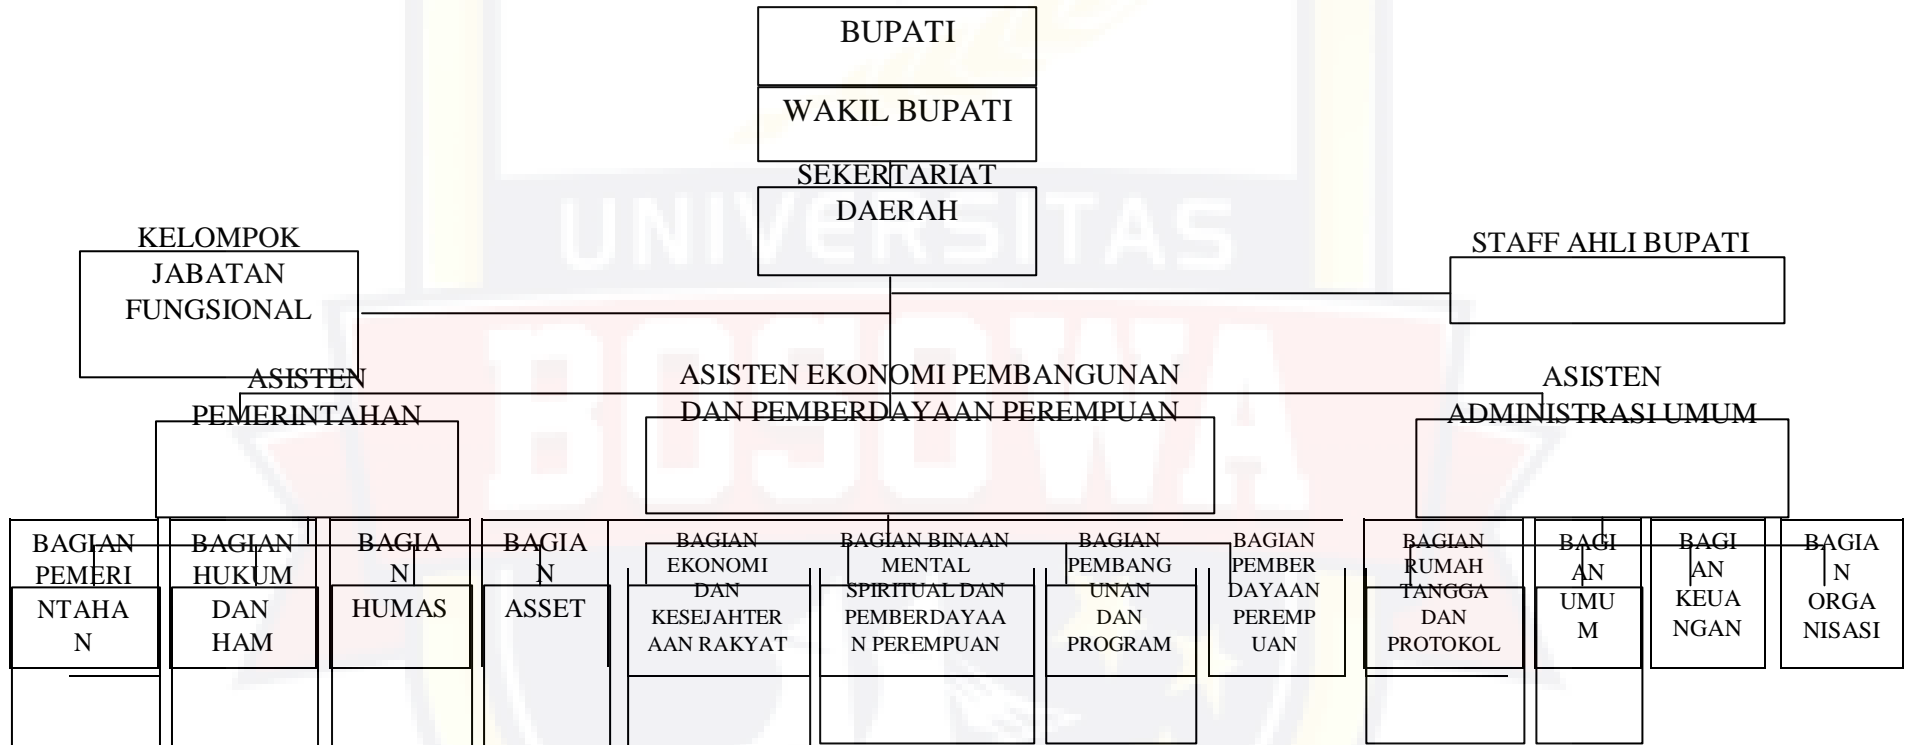 BUPATI
WAKIL BUPATI
SEKERTARIAT
DAERAH
KELOMPOK
JABATAN
FUNGSIONAL
STAFF AHLI BUPATI
ASISTEN
PEMERINTAHAN
ASISTEN EKONOMI PEMBANGUNAN
DAN PEMBERDAYAAN PEREMPUAN
ASISTEN
ADMINISTRASI UMUM
BAGIAN
PEMERI
NTAHA
N
BAGIAN
HUKUM
DAN
HAM
BAGIA
N
HUMAS
BAGIA
N
ASSET
BAGIAN
EKONOMI
DAN
KESEJAHTER
AAN RAKYAT
BAGIAN BINAAN
MENTAL
SPIRITUAL DAN
PEMBERDAYAA
N PEREMPUAN
BAGIAN
PEMBANG
UNAN
DAN
PROGRAM
BAGIAN
PEMBER
DAYAAN
PEREMP
UAN
BAGIAN
RUMAH
TANGGA
DAN
PROTOKOL
BAGI
AN
UMU
M
BAGI
AN
KEUA
NGAN
BAGIA
N
ORGA
NISASI
UNIVERSITAS
BOSOWA